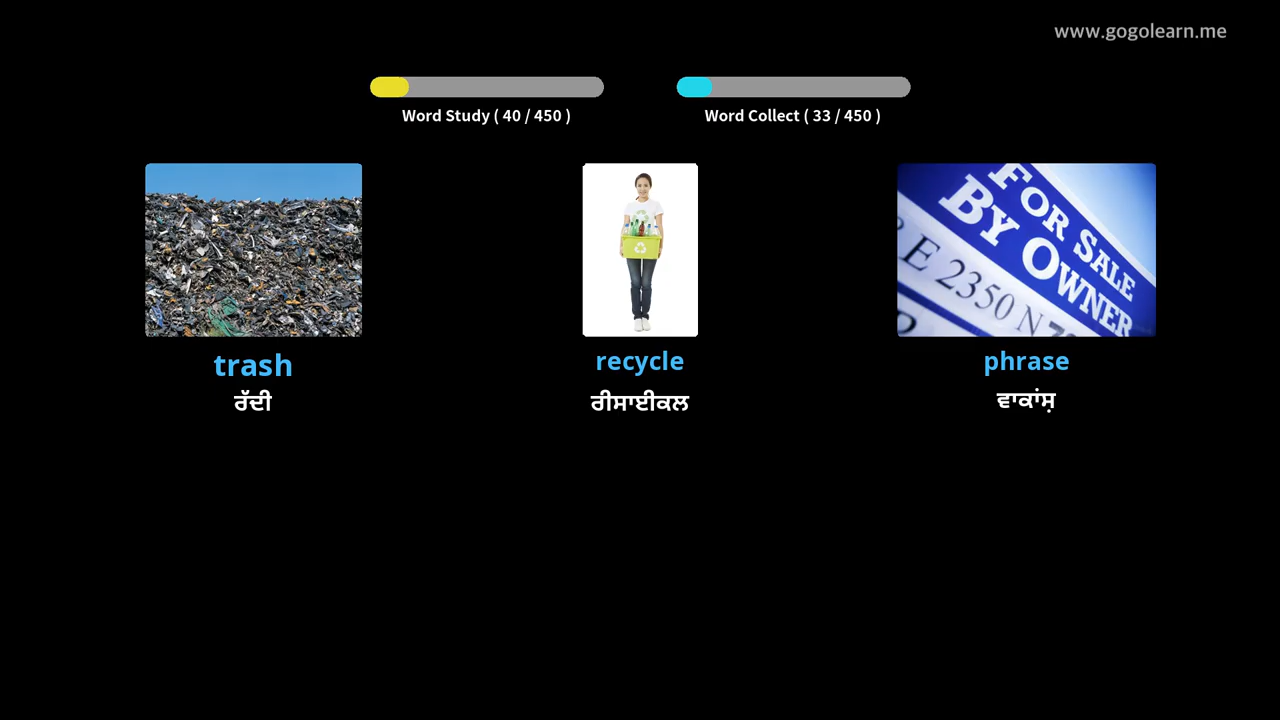 www.gogolearn.me
Word Study ( 40 / 450 )
Word Collect ( 33 / 450 )
FOR SALE
BY OWNER
E 2350 N
trash
recycle
phrase
ਰੱਦੀ
ਰੀਸਾਈਕਲ
ਵਾਕਾਂਸ਼